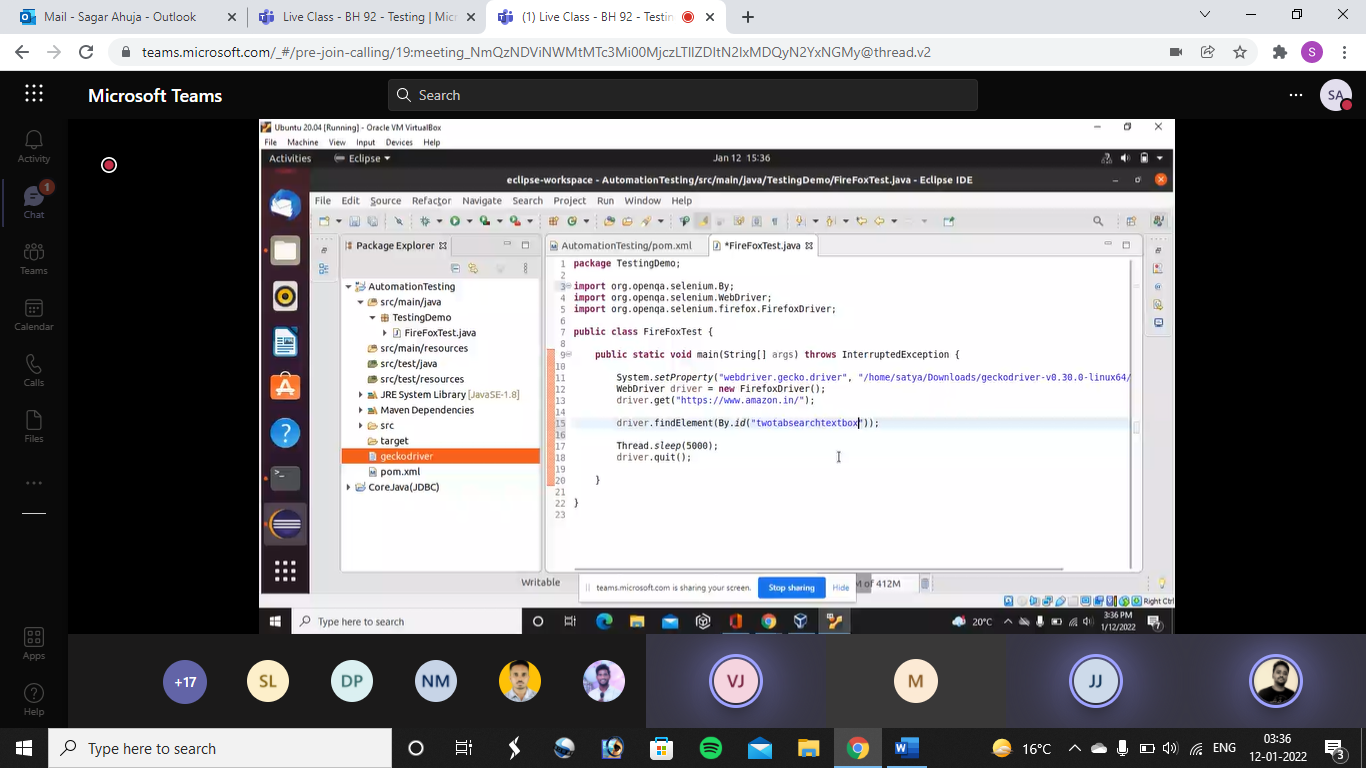 Mail - Sagar Ahuja - Outlook
Live Class - BH 92 - Testing | Micr
(1) Live Class - BH 92 - Testin
teams.microsoft.com/_#/pre-join-calling/19:meeting_NmQzNDViNWMtMTc3Mi00MjczLTllZDltN2IxMDQyN2YxNGMy@thread.v2
S
Microsoft Teams
Search
SA
Activity
1
Chat
Teams
Calendar
Calls
Files
Apps
Help
Ubuntu 20.04 [Running] - Oracle VM VirtualBox
File Machine View Input Devices Help
Activities
Eclipse
Jan 12 15:36
eclipse-workspace - AutomationTesting/src/main/java/TestingDemo/FireFoxTest.java - Eclipse IDE
File Edit Source Refactor Navigate Search Project Run Window Help
Package Explorer
AutomationTesting/pom.xml
*FireFoxTest.java
AutomationTesting
src/main/java
TestingDemo
FireFoxTest.java
src/main/resources
src/test/java
src/test/resources
JRE System Library [JavaSE-1.8]
Maven Dependencies
src
target
geckodriver
pom.xml
CoreJava(JDBC)
1 package TestingDemo;
2
3 import org.openqa.selenium.By;
4 import org.openqa.selenium.WebDriver;
5 import org.openqa.selenium.firefox.FirefoxDriver;
6
7 public class FireFoxTest {
8
9 public static void main(String[] args) throws InterruptedException {
10
11 System.setProperty("webdriver.gecko.driver", "/home/satya/Downloads/geckodriver-v0.30.0-linux64/
12 WebDriver driver = new FirefoxDriver();
13 driver.get("https://www.amazon.in/");
14
15 driver.findElement(By.id("twotabsearchtextbox"));
16
17 Thread.sleep(5000);
18 driver.quit();
19
20 }
21
22 }
23
Writable
teams.microsoft.com is sharing your screen.
Stop sharing
Hide
M of 412M
Right Ctrl
Type here to search
20°C
3:36 PM
1/12/2022
7
+17
SL
DP
NM
VJ
M
JJ
Type here to search
16°C
ENG
03:36
12-01-2022
3